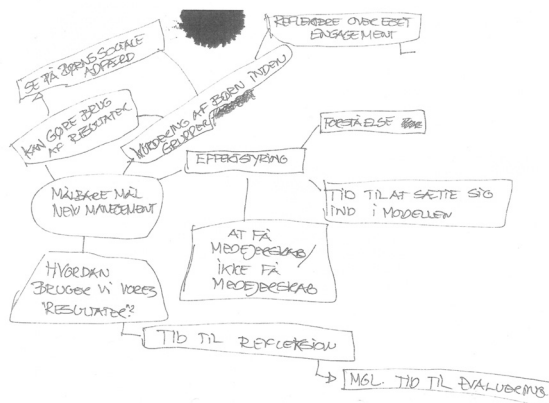 REFLEKTERE OVER EGET
ENGAGEMENT
SE PÅ BØRNS SOCIALE
ADFÆRD
KAN GØRE BRUG
AF RESULTATER
VURDERING AF BØRN INDEN
GRUPPER
FORSTÅELSE
EFFEKTSTYRING
MÅLBARE MÅL
NEW MANAGEMENT
TID TIL AT SÆTTE SIG
IND I MODELLEN
AT FÅ
MEDEJERSKAB/
IKKE FÅ
MEDEJERSKAB
HVORDAN
BRUGER VI VORES
"RESULTATER"?
TID TIL REFLEKSION
MGL. TID TIL EVALUERING